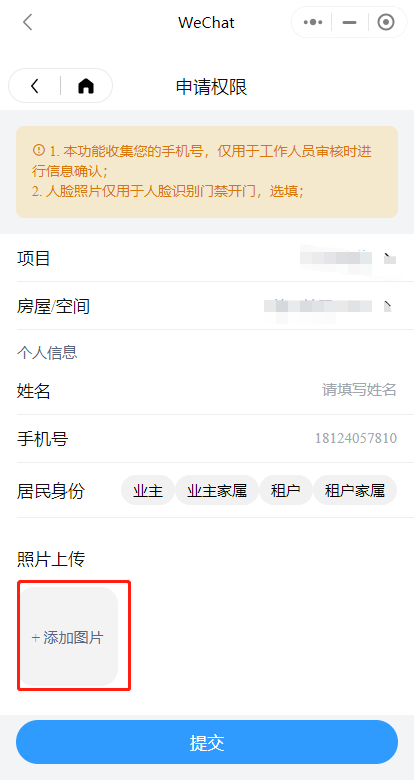 WeChat
申请权限
1. 本功能收集您的手机号，仅用于工作人员审核时进
行信息确认；
2. 人脸照片仅用于人脸识别门禁开门，选填；
项目
房屋/空间
个人信息
姓名 请填写姓名
手机号 18124057810
居民身份 业主 业主家属 租户 租户家属
照片上传
+ 添加图片
提交